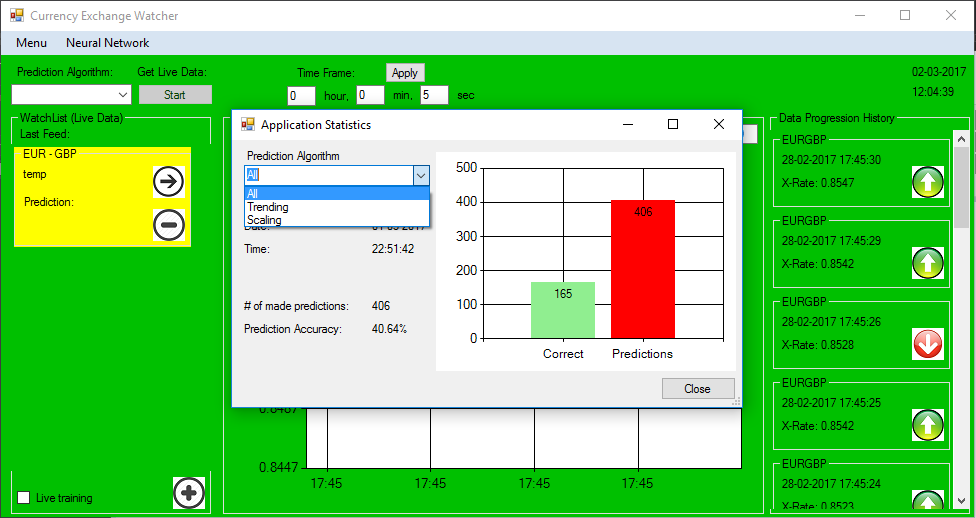 Currency Exchange Watcher
Menu Neural Network
Prediction Algorithm: Get Live Data: Time Frame: Apply 02-03-2017
Start 0 hour, 0 min, 5 sec 12:04:39
WatchList (Live Data)
Last Feed:
EUR - GBP
temp
Prediction:
Live training
Application Statistics
Prediction Algorithm
All
All
Trending
Scaling
Time: 22:51:42
# of made predictions: 406
Prediction Accuracy: 40.64%
500
400
300
200
100
0
406
165
Correct Predictions
Close
0.8447
17:45 17:45 17:45 17:45
Data Progression History
EURGBP
28-02-2017 17:45:30
X-Rate: 0.8547
EURGBP
28-02-2017 17:45:29
X-Rate: 0.8542
EURGBP
28-02-2017 17:45:26
X-Rate: 0.8528
EURGBP
28-02-2017 17:45:25
X-Rate: 0.8542
EURGBP
28-02-2017 17:45:24
X-Rate: 0.8523